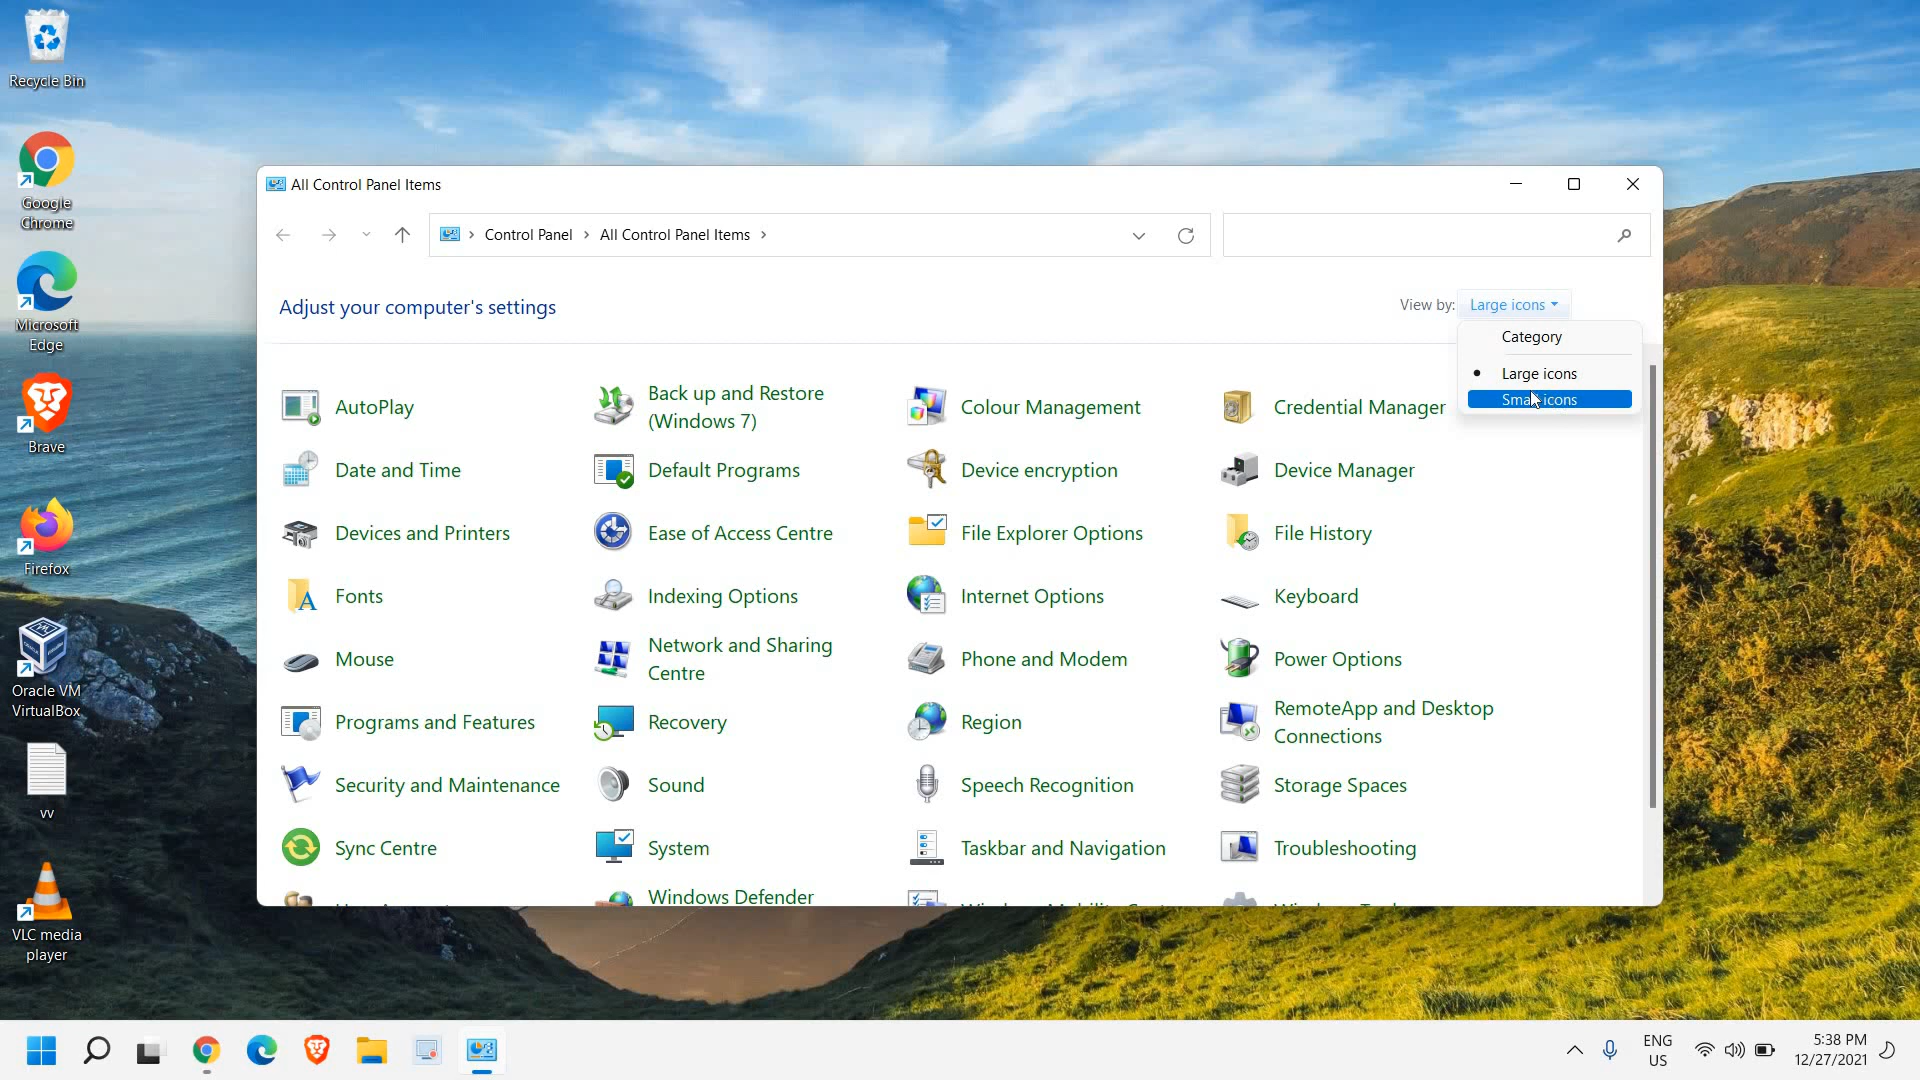 Recycle Bin
Google
Chrome
Microsoft
Edge
Brave
Firefox
Oracle VM
VirtualBox
vv
VLC media
player
All Control Panel Items
Control Panel > All Control Panel Items >
Adjust your computer's settings
View by: Large icons
Category
Large icons
Small icons
AutoPlay
Back up and Restore
(Windows 7)
Colour Management
Credential Manager
Date and Time
Default Programs
Device encryption
Device Manager
Devices and Printers
Ease of Access Centre
File Explorer Options
File History
Fonts
Indexing Options
Internet Options
Keyboard
Mouse
Network and Sharing
Centre
Phone and Modem
Power Options
Programs and Features
Recovery
Region
RemoteApp and Desktop
Connections
Security and Maintenance
Sound
Speech Recognition
Storage Spaces
Sync Centre
System
Taskbar and Navigation
Troubleshooting
Windows Defender
ENG
US
5:38 PM
12/27/2021